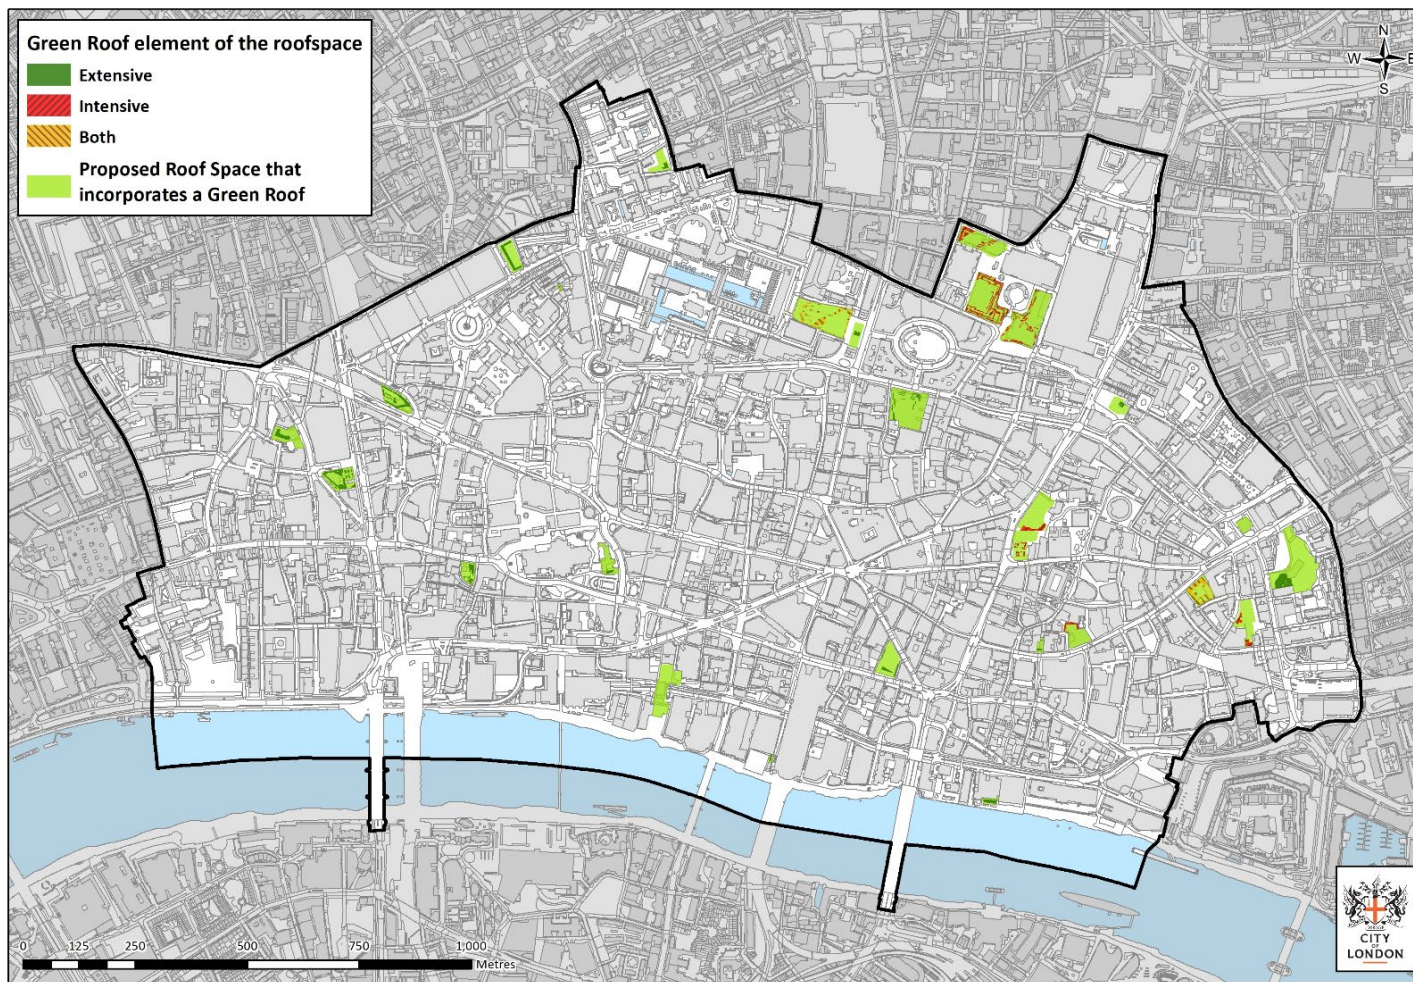 Green Roof element of the roofspace
Extensive
Intensive
Both
Proposed Roof Space that
incorporates a Green Roof
N
W E
S
0 125 250 500 750 1,000
Metres
CITY
OF
LONDON